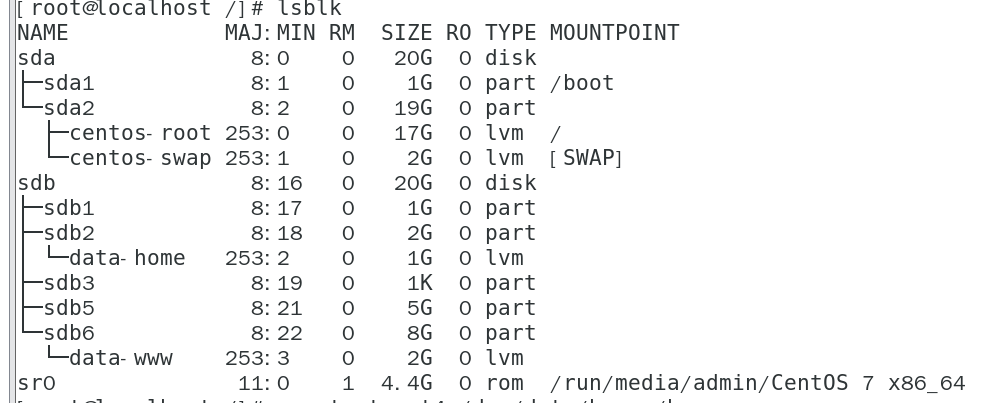 [root@localhost /]# lsblk
NAME MAJ:MIN RM SIZE RO TYPE MOUNTPOINT
sda 8:0 0 20G 0 disk
├─sda1 8:1 0 1G 0 part /boot
└─sda2 8:2 0 19G 0 part
├─centos-root 253:0 0 17G 0 lvm /
└─centos-swap 253:1 0 2G 0 lvm [SWAP]
sdb 8:16 0 20G 0 disk
├─sdb1 8:17 0 1G 0 part
├─sdb2 8:18 0 2G 0 part
│ └─data-home 253:2 0 1G 0 lvm
├─sdb3 8:19 0 1K 0 part
├─sdb5 8:21 0 5G 0 part
└─sdb6 8:22 0 8G 0 part
└─data-www 253:3 0 2G 0 lvm
sr0 11:0 1 4.4G 0 rom /run/media/admin/CentOS 7 x86_64